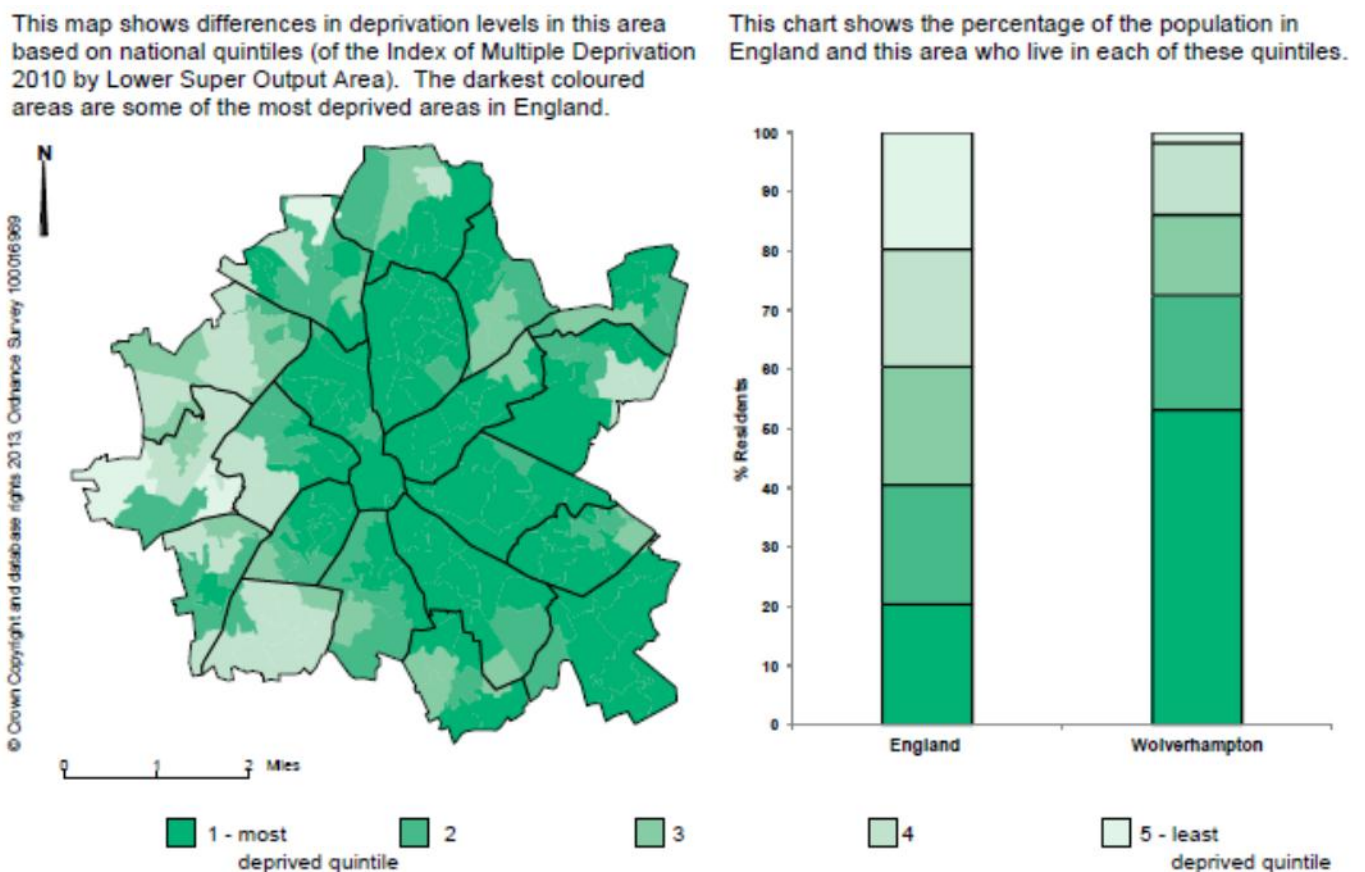 This map shows differences in deprivation levels in this area
based on national quintiles (of the Index of Multiple Deprivation
2010 by Lower Super Output Area).  The darkest coloured
areas are some of the most deprived areas in England.
This chart shows the percentage of the population in
England and this area who live in each of these quintiles.
N
© Crown Copyright and database rights 2013, Ordnance Survey 100016969
0 1 2 Miles
% Residents
100
90
80
70
60
50
40
30
20
10
0
England
Wolverhampton
1 - most
deprived quintile
2
3
4
5 - least
deprived quintile